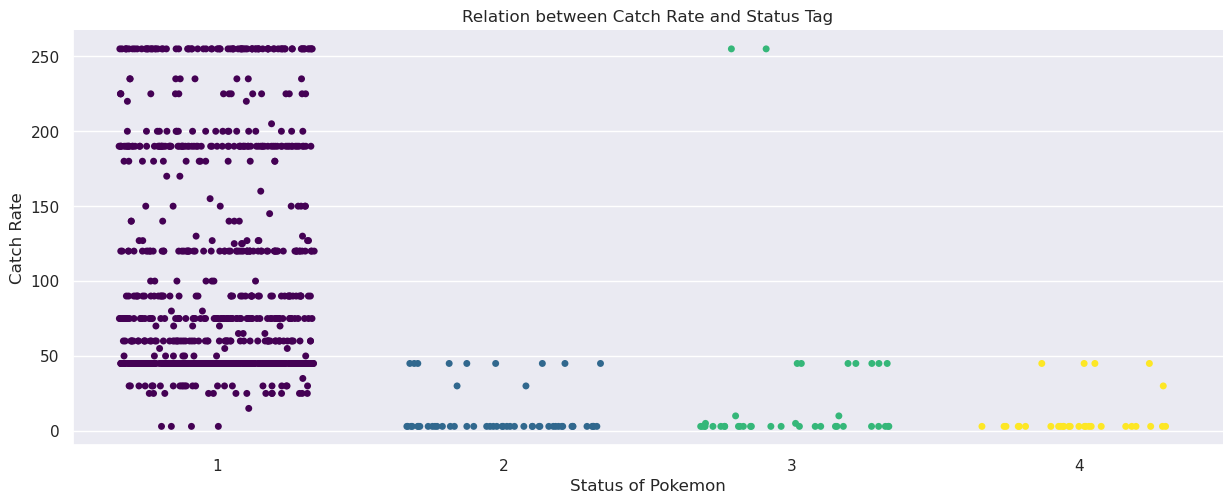 Relation between Catch Rate and Status Tag
Catch Rate
250
200
150
100
50
0
1 2 3 4
Status of Pokemon